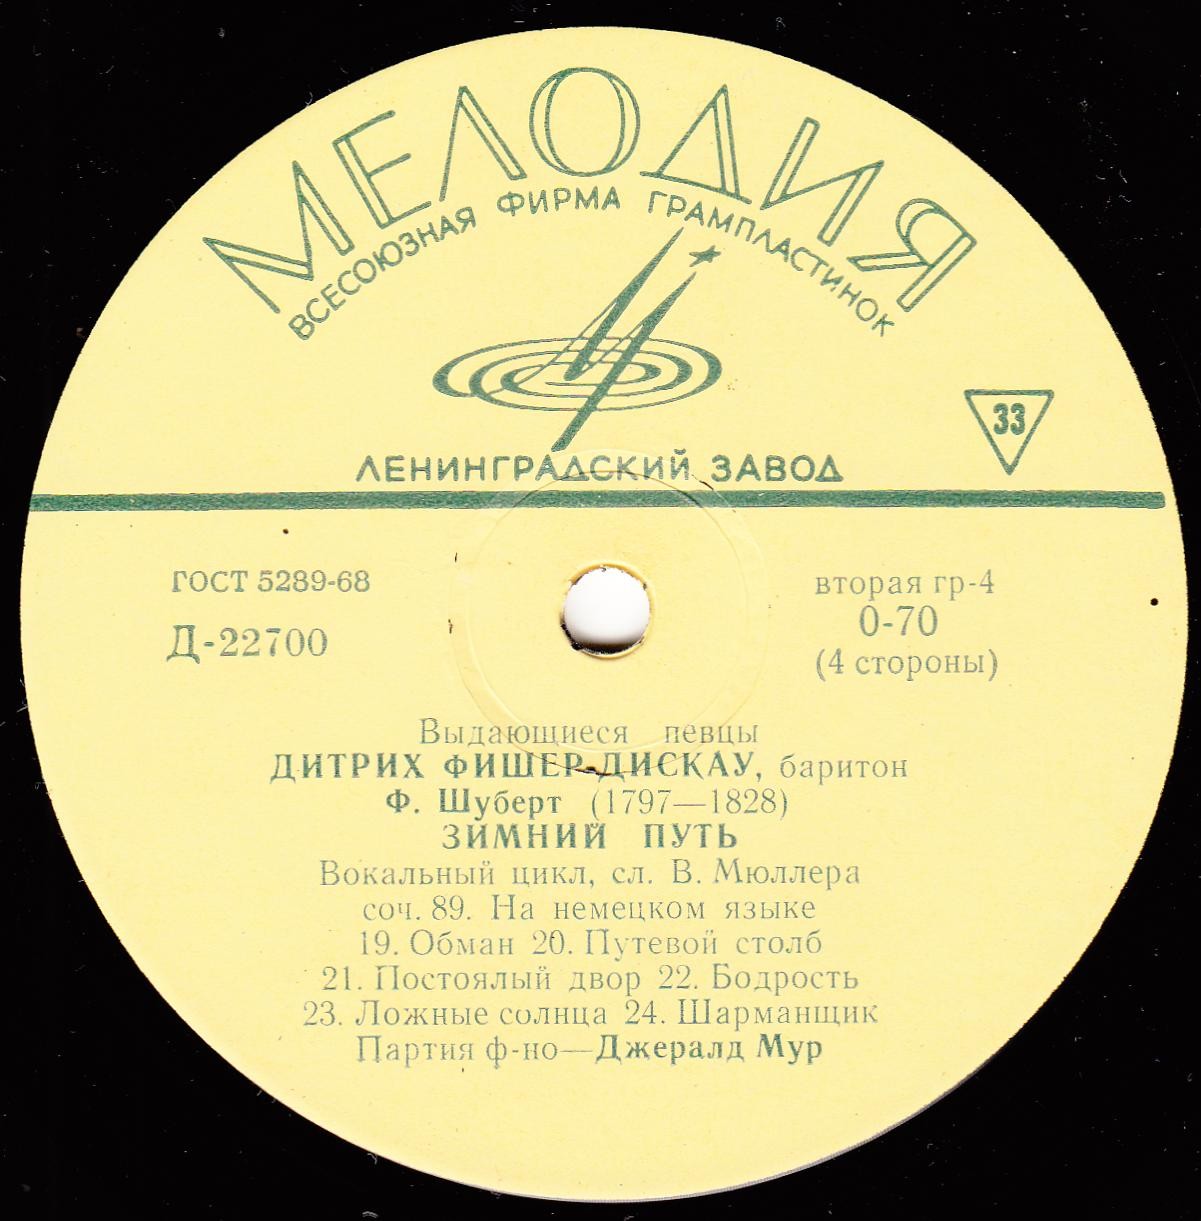 МЕЛОДИЯ
ВСЕСОЮЗНАЯ ФИРМА ГРАМПЛАСТИНОК
33
ЛЕНИНГРАДСКИЙ ЗАВОД
ГОСТ 5289-68
Д-22700
вторая гр-4
0-70
(4 стороны)
Выдающиеся певцы
ДИТРИХ ФИШЕР-ДИСКАУ, баритон
Ф. Шуберт (1797—1828)
ЗИМНИЙ ПУТЬ
Вокальный цикл, сл. В. Мюллера
соч. 89. На немецком языке
19. Обман 20. Путевой столб
21. Постоялый двор 22. Бодрость
23. Ложные солнца 24. Шарманщик
Партия ф-но—Джералд Мур